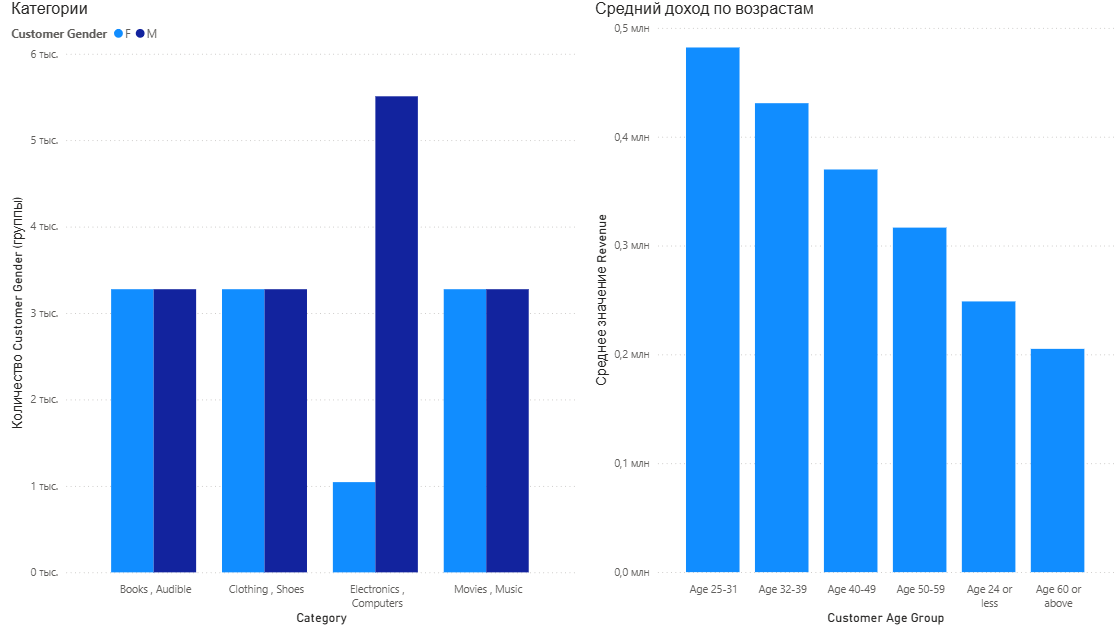 Категории
Customer Gender F M
Количество Customer Gender (группы)
6 тыс.
5 тыс.
4 тыс.
3 тыс.
2 тыс.
1 тыс.
0 тыс.
Books , Audible
Clothing , Shoes
Electronics ,
Computers
Movies , Music
Category
Средний доход по возрастам
Среднее значение Revenue
0,5 млн
0,4 млн
0,3 млн
0,2 млн
0,1 млн
0,0 млн
Age 25-31
Age 32-39
Age 40-49
Age 50-59
Age 24 or
less
Age 60 or
above
Customer Age Group